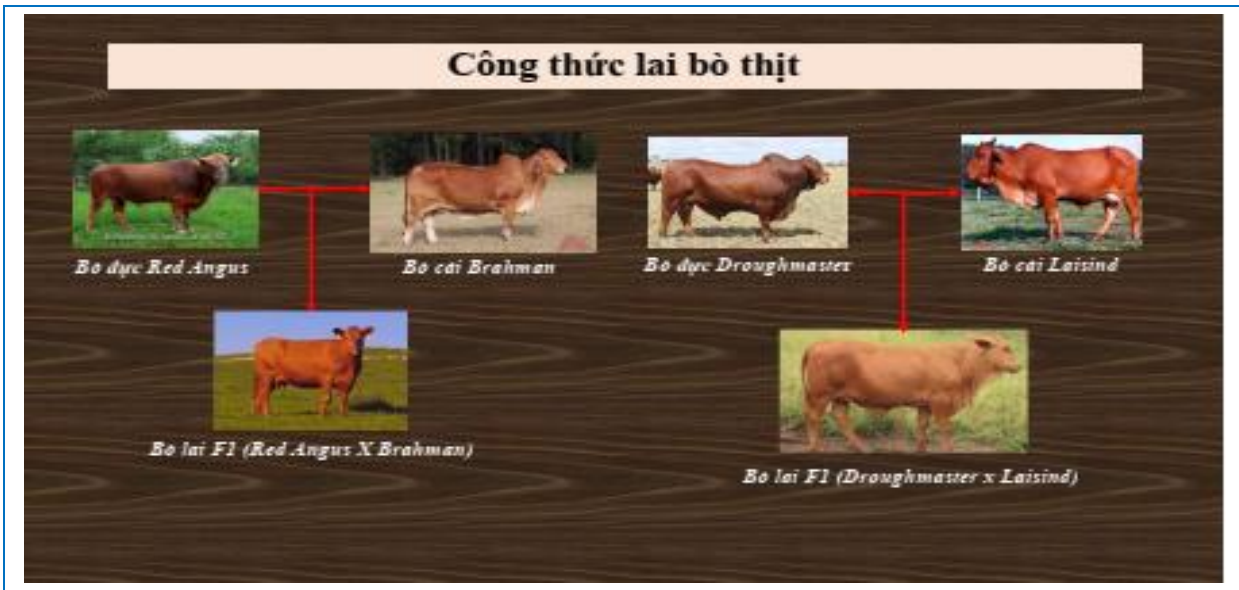 Công thức lai bò thịt
Bò đực Red Angus
Bò cái Brahman
Bò đực Droughmaster
Bò cái Laisind
Bò lai F1 (Red Angus X Brahman)
Bò lai F1 (Droughmaster x Laisind)